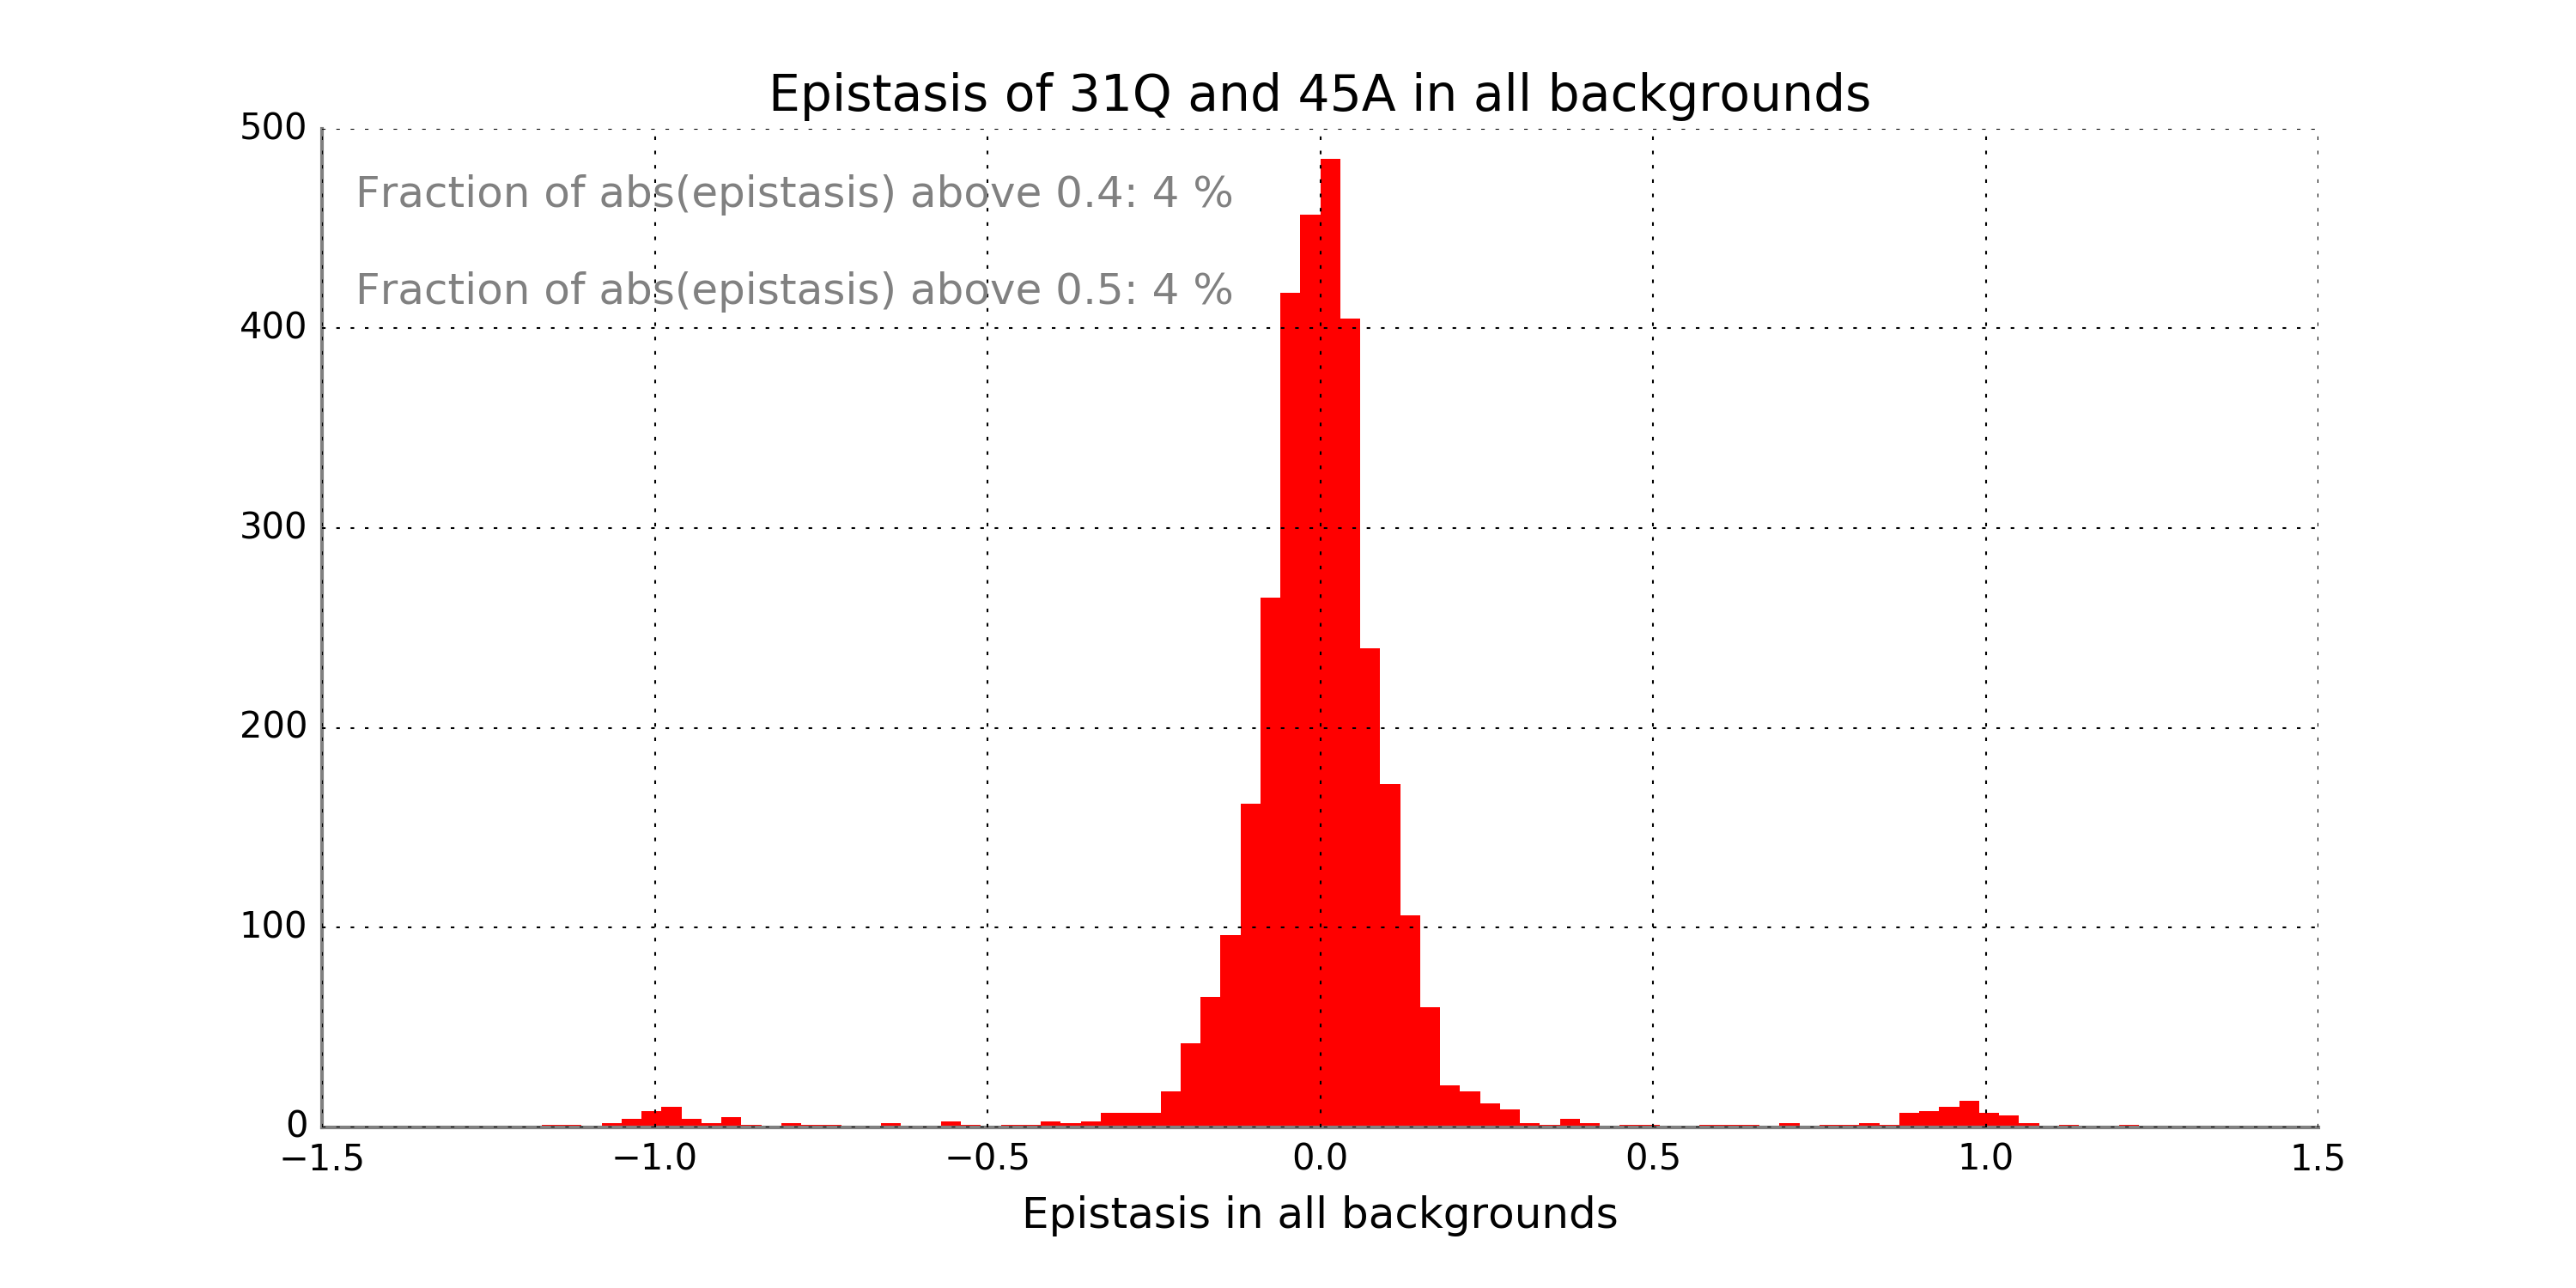 Epistasis of 31Q and 45A in all backgrounds
500
Fraction of abs(epistasis) above 0.4: 4 %
Fraction of abs(epistasis) above 0.5: 4 %
400
300
200
100
0
−1.5 −1.0 −0.5 0.0 0.5 1.0 1.5
Epistasis in all backgrounds